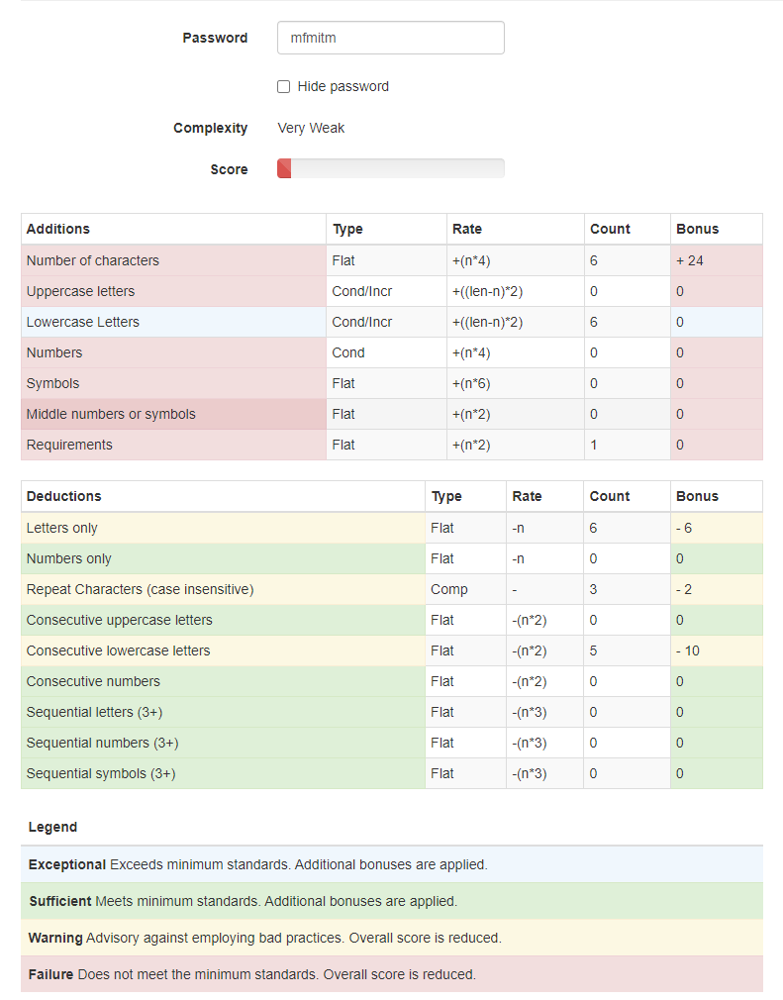 Password mfmitm
Hide password
Complexity Very Weak
Score
Additions Type Rate Count Bonus
Number of characters Flat +(n*4) 6 + 24
Uppercase letters Cond/Incr +((len-n)*2) 0 0
Lowercase Letters Cond/Incr +((len-n)*2) 6 0
Numbers Cond +(n*4) 0 0
Symbols Flat +(n*6) 0 0
Middle numbers or symbols Flat +(n*2) 0 0
Requirements Flat +(n*2) 1 0
Deductions Type Rate Count Bonus
Letters only Flat -n 6 - 6
Numbers only Flat -n 0 0
Repeat Characters (case insensitive) Comp - 3 - 2
Consecutive uppercase letters Flat -(n*2) 0 0
Consecutive lowercase letters Flat -(n*2) 5 - 10
Consecutive numbers Flat -(n*2) 0 0
Sequential letters (3+) Flat -(n*3) 0 0
Sequential numbers (3+) Flat -(n*3) 0 0
Sequential symbols (3+) Flat -(n*3) 0 0
Legend
Exceptional Exceeds minimum standards. Additional bonuses are applied.
Sufficient Meets minimum standards. Additional bonuses are applied.
Warning Advisory against employing bad practices. Overall score is reduced.
Failure Does not meet the minimum standards. Overall score is reduced.